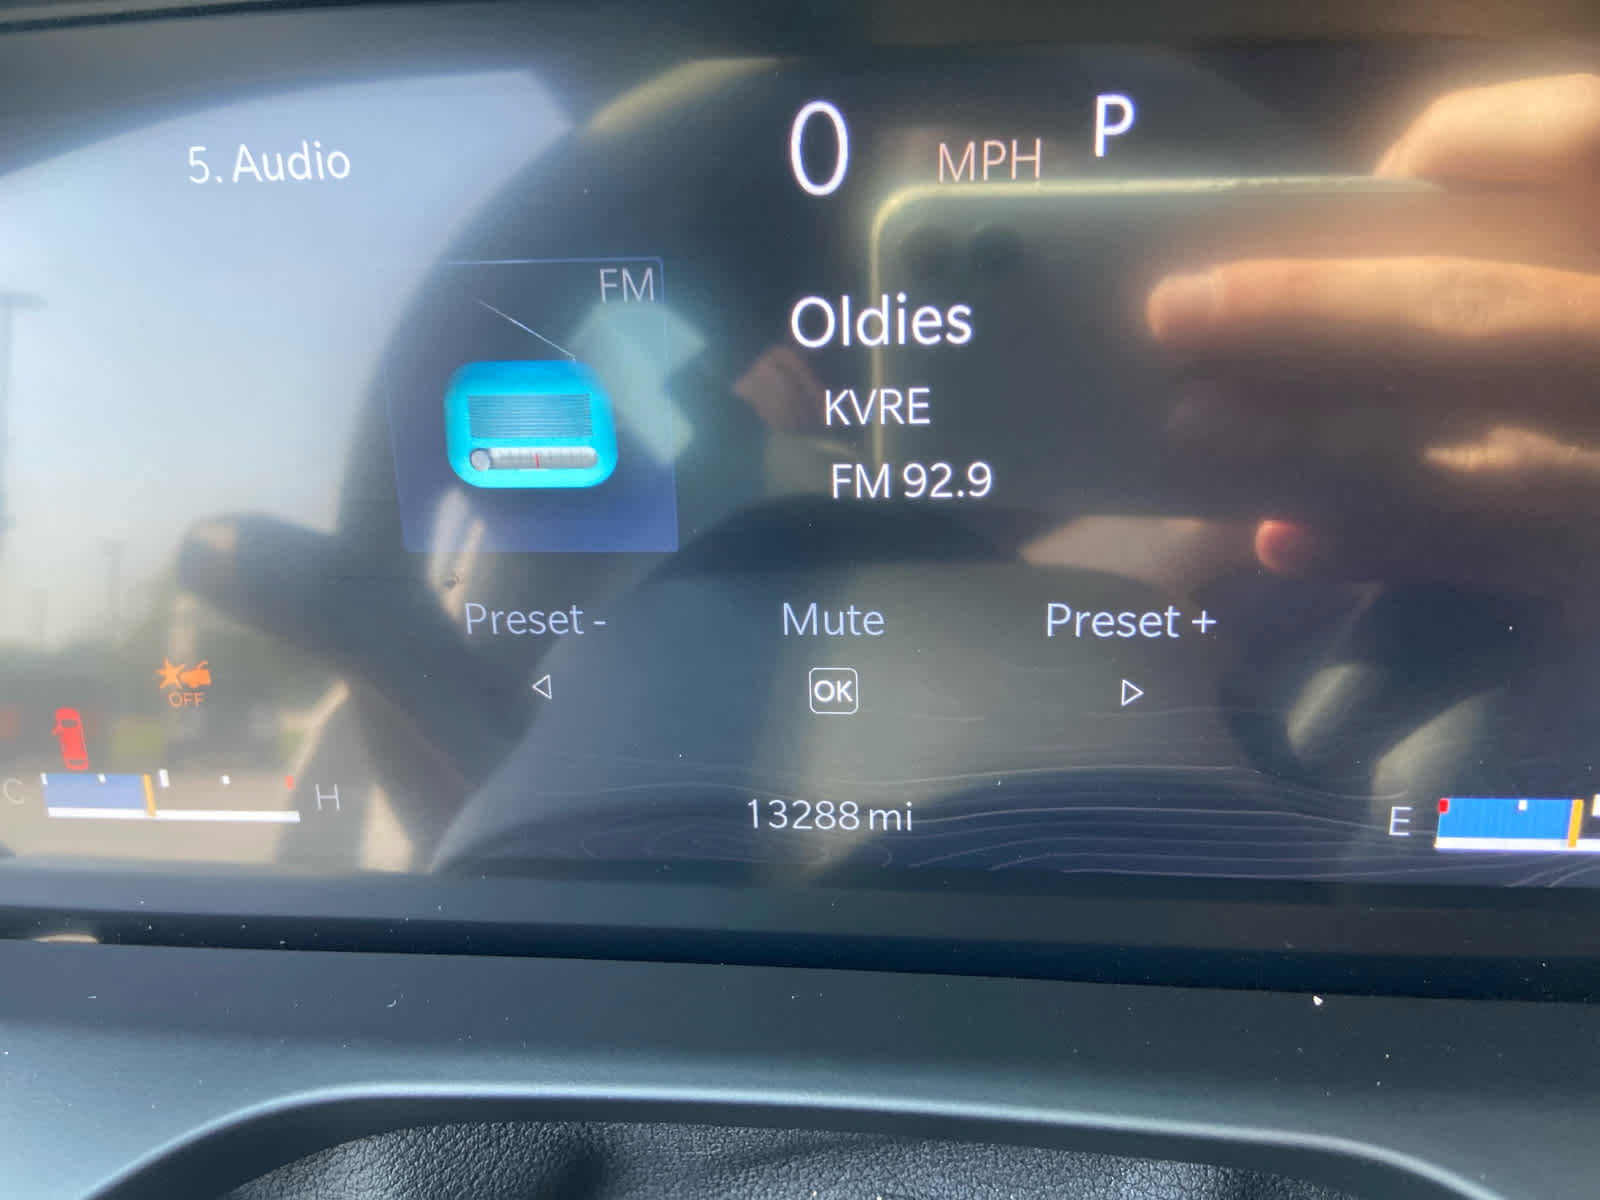 5. Audio
0 MPH P
FM
Oldies
KVRE
FM 92.9
Preset - Mute Preset +
OK
OFF
C H
13288 mi
E